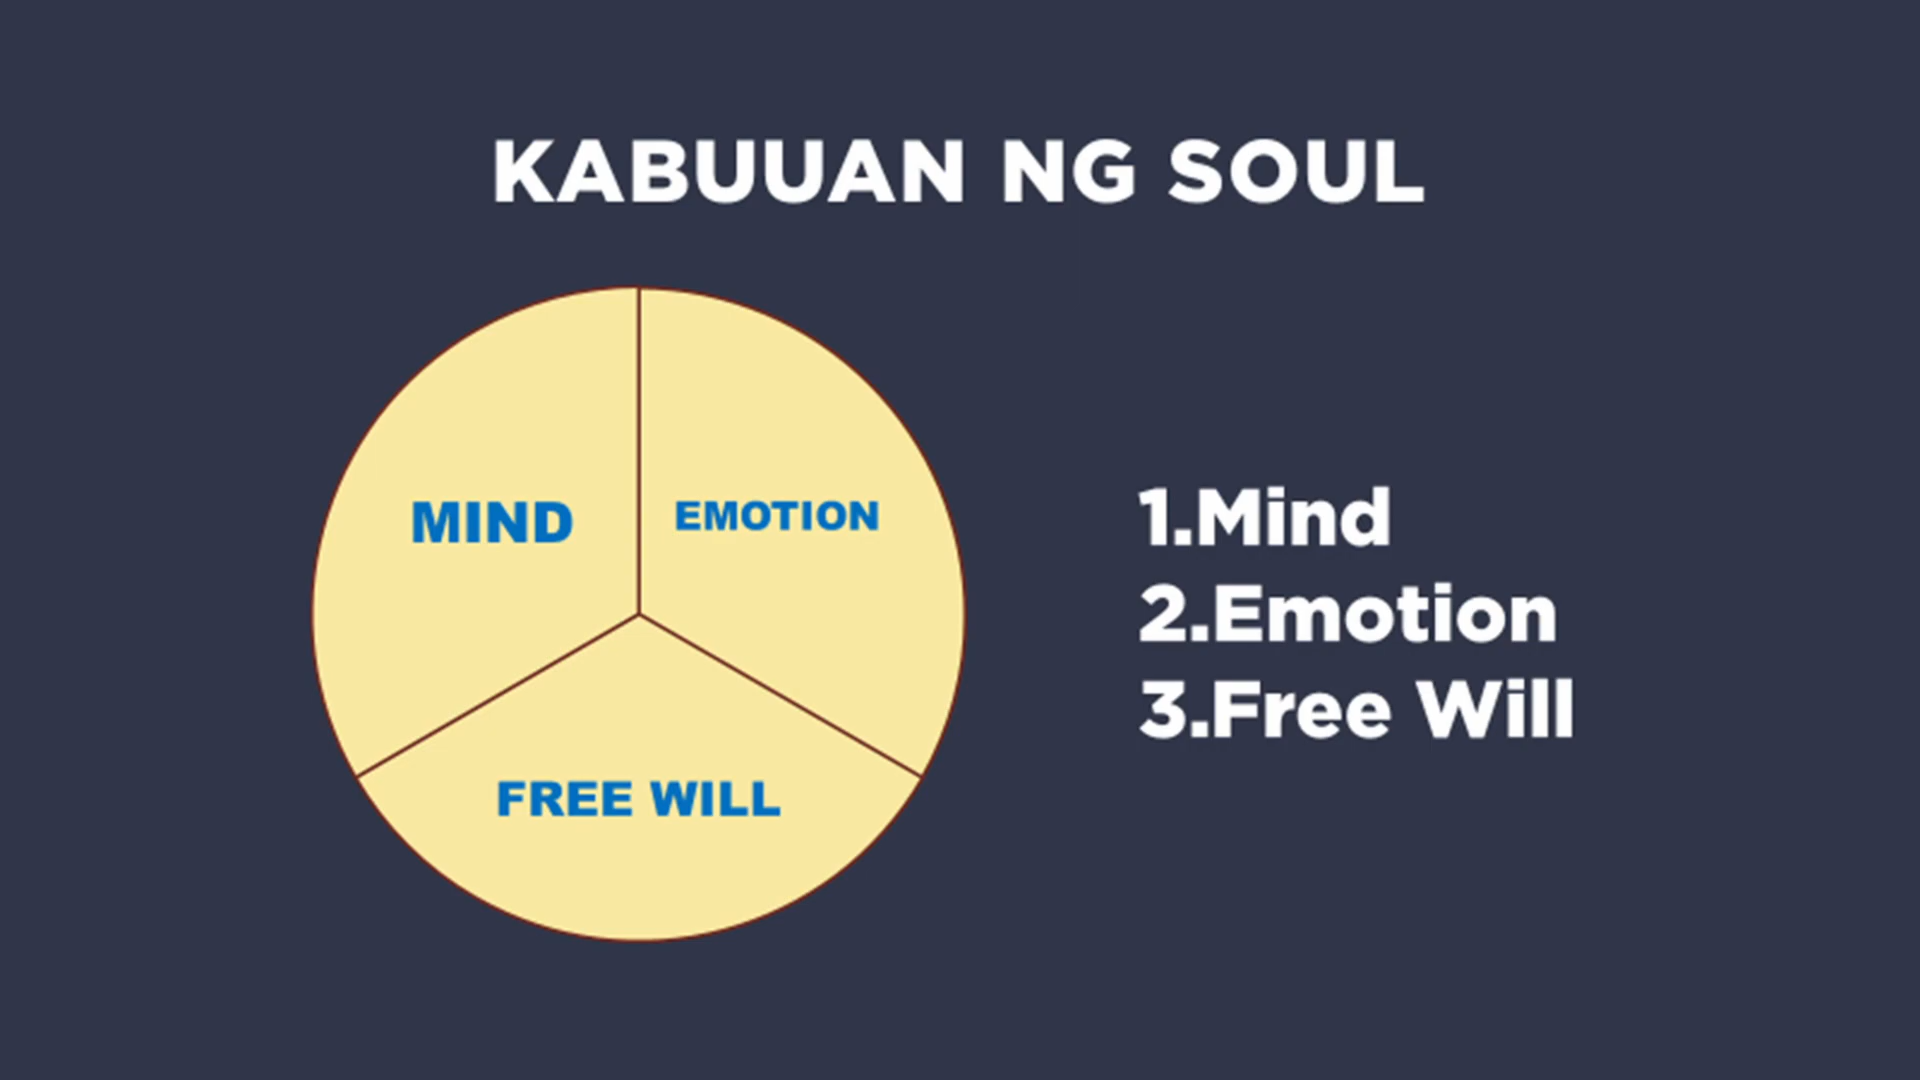 KABUUAN NG SOUL
MIND
EMOTION
FREE WILL
1.Mind
2.Emotion
3.Free Will